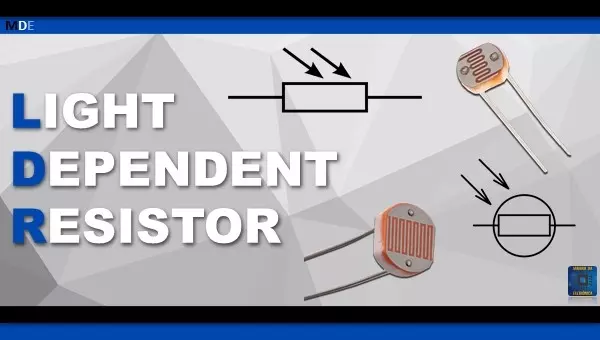 MDE
LIGHT
DEPENDENT
RESISTOR